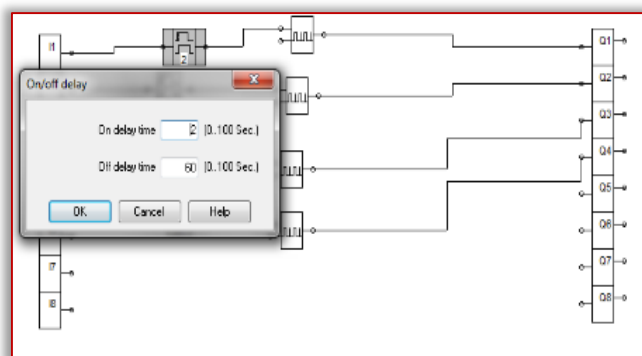 I1
2
On/off delay
On delay time 2 (0..100 Sec.)
Off delay time 60 (0..100 Sec.)
OK Cancel Help
I7
I8
Q1
Q2
Q3
Q4
Q5
Q6
Q7
Q8